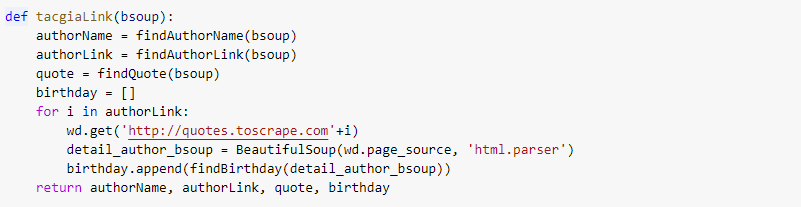 def tacgiaLink(bsoup):
    authorName = findAuthorName(bsoup)
    authorLink = findAuthorLink(bsoup)
    quote = findQuote(bsoup)
    birthday = []
    for i in authorLink:
        wd.get('http://quotes.toscrape.com'+i)
        detail_author_bsoup = BeautifulSoup(wd.page_source, 'html.parser')
        birthday.append(findBirthday(detail_author_bsoup))
    return authorName, authorLink, quote, birthday